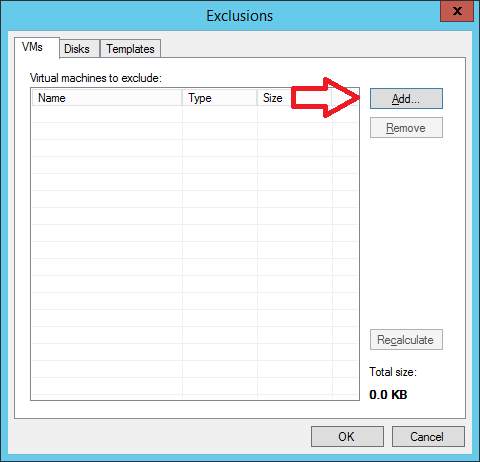 Exclusions
x
VMs Disks Templates
Virtual machines to exclude:
Name Type Size Add...
Remove
Recalculate
Total size:
0.0 KB
OK Cancel